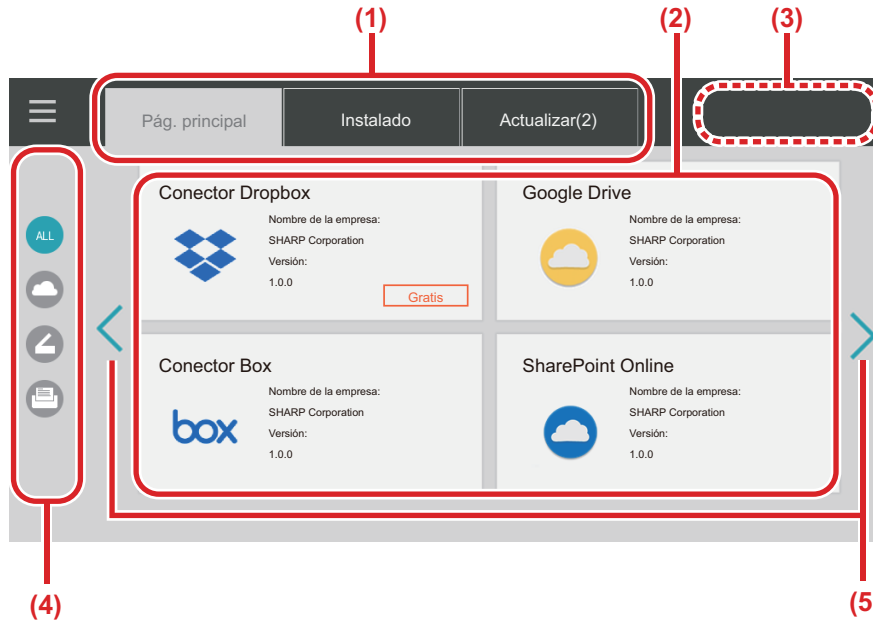 (1)
(2)
(3)
Pág. principal
Instalado
Actualizar(2)
ALL
Conector Dropbox
Nombre de la empresa:
SHARP Corporation
Versión:
1.0.0
Gratis
Google Drive
Nombre de la empresa:
SHARP Corporation
Versión:
1.0.0
Conector Box
box
Nombre de la empresa:
SHARP Corporation
Versión:
1.0.0
SharePoint Online
Nombre de la empresa:
SHARP Corporation
Versión:
1.0.0
(4)
(5